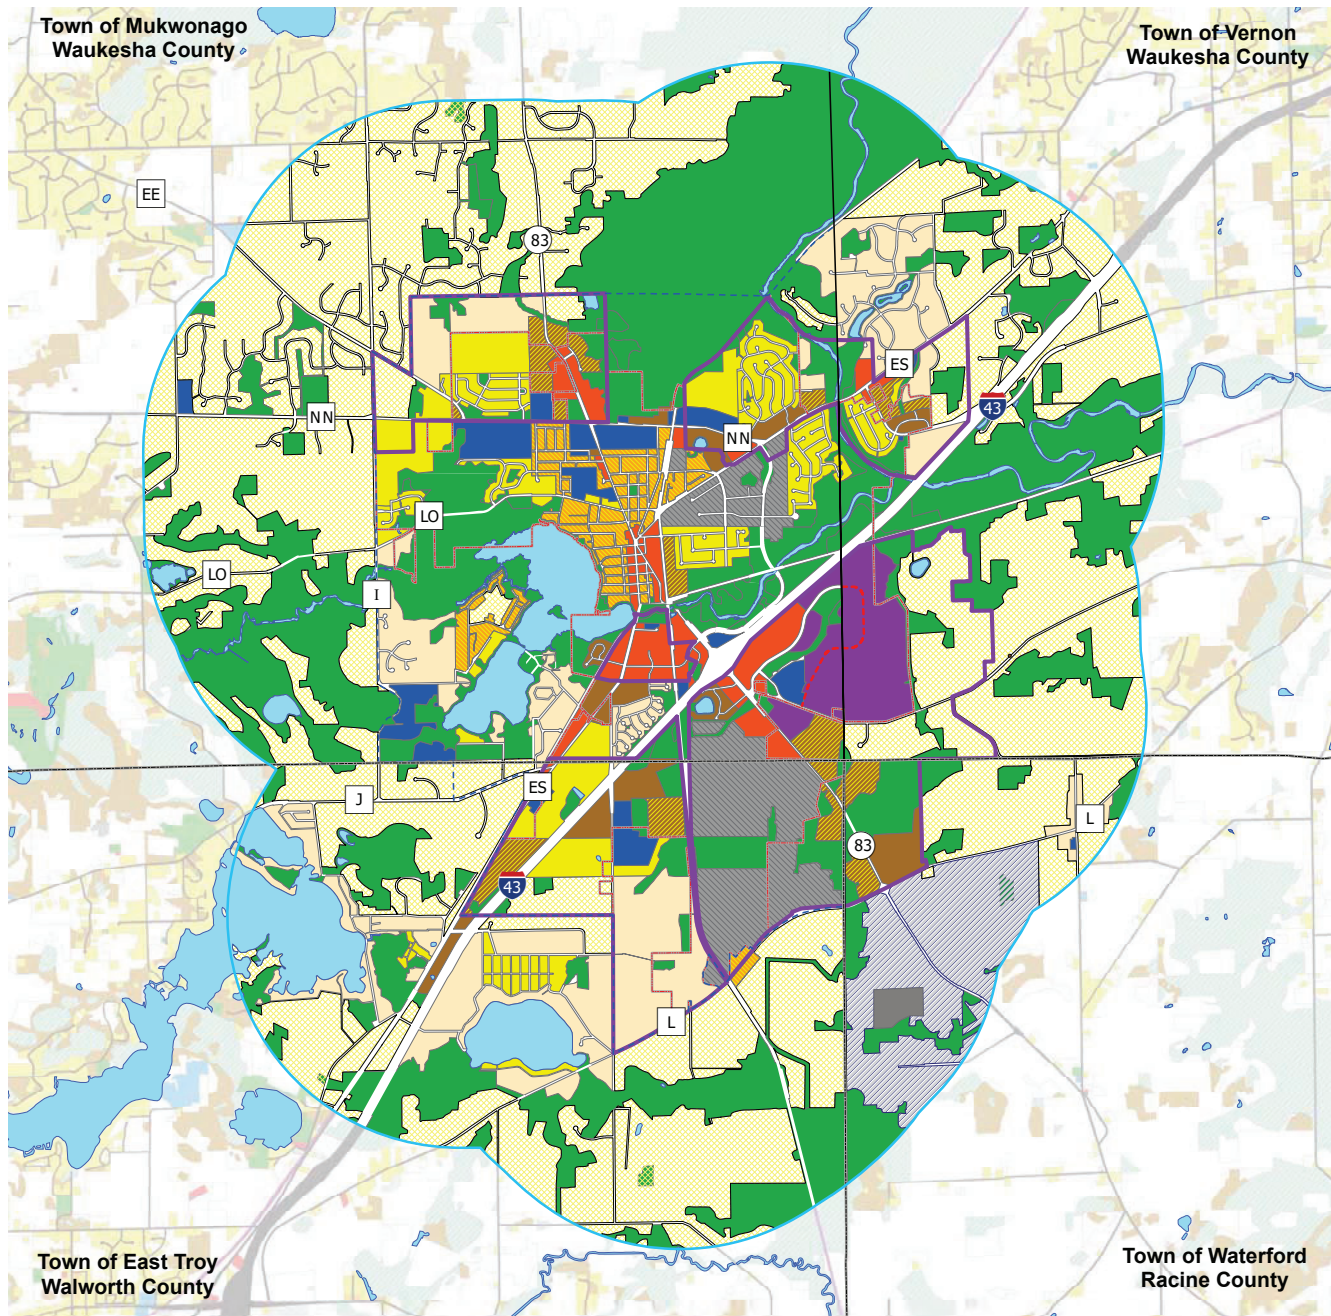 Town of Mukwonago
Waukesha County
Town of Vernon
Waukesha County
EE
83
ES
43
NN
NN
LO
LO
I
ES
J
L
83
43
L
Town of East Troy
Walworth County
Town of Waterford
Racine County